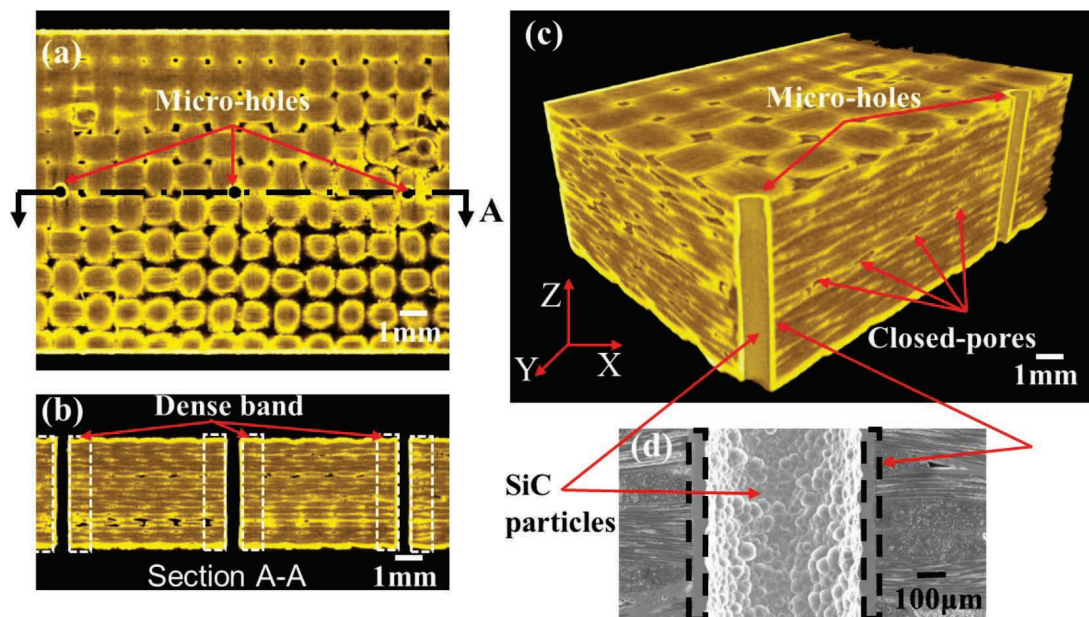 (a)
Micro-holes
A
1mm
(b)
Dense band
Section A-A
1mm
(c)
Micro-holes
Z
Y
X
Closed-pores
1mm
(d)
SiC
particles
100μm